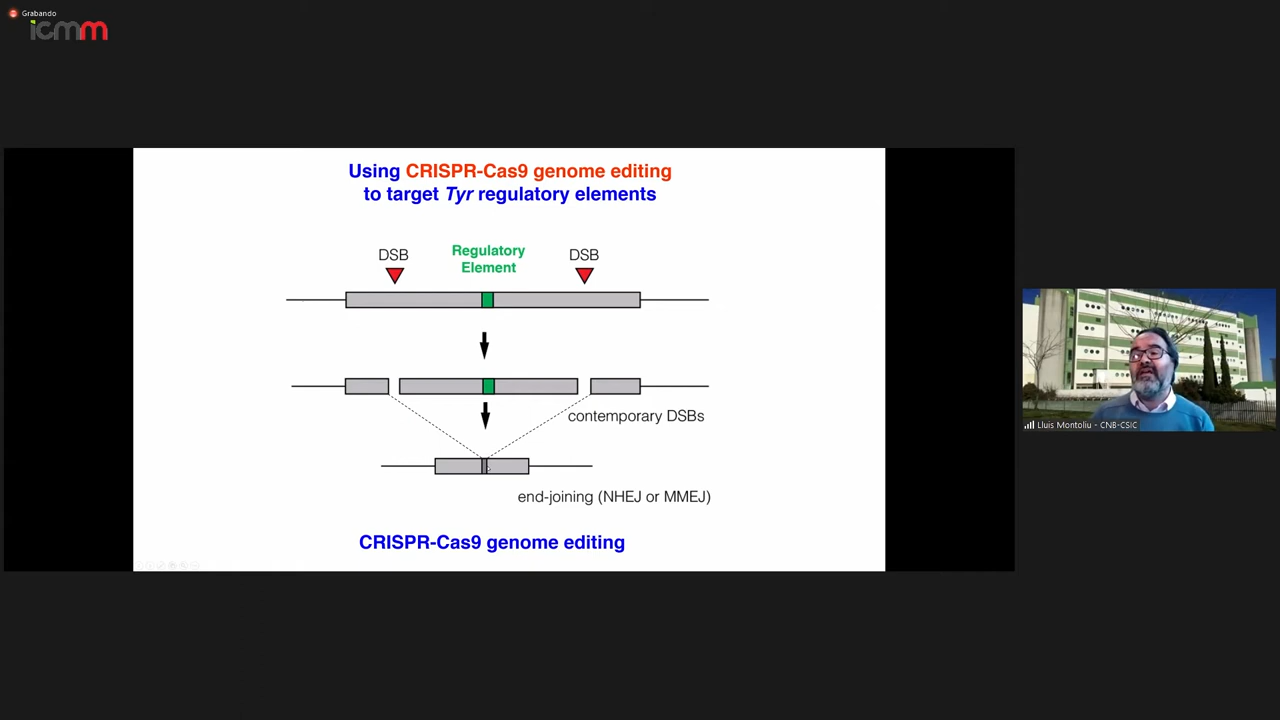 Grabando
icmm
Using CRISPR-Cas9 genome editing
to target Tyr regulatory elements
DSB
Regulatory
Element
DSB
contemporary DSBs
end-joining (NHEJ or MMEJ)
CRISPR-Cas9 genome editing
Lluis Montoliu - CNB-CSIC